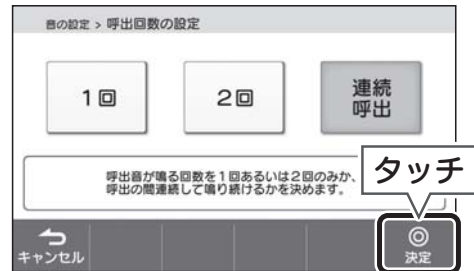 音の設定 > 呼出回数の設定
1回
2回
連続
呼出
呼出音が鳴る回数を1回あるいは2回のみか、
呼出の間連続して鳴り続けるかを決めます。
タッチ
キャンセル
決定